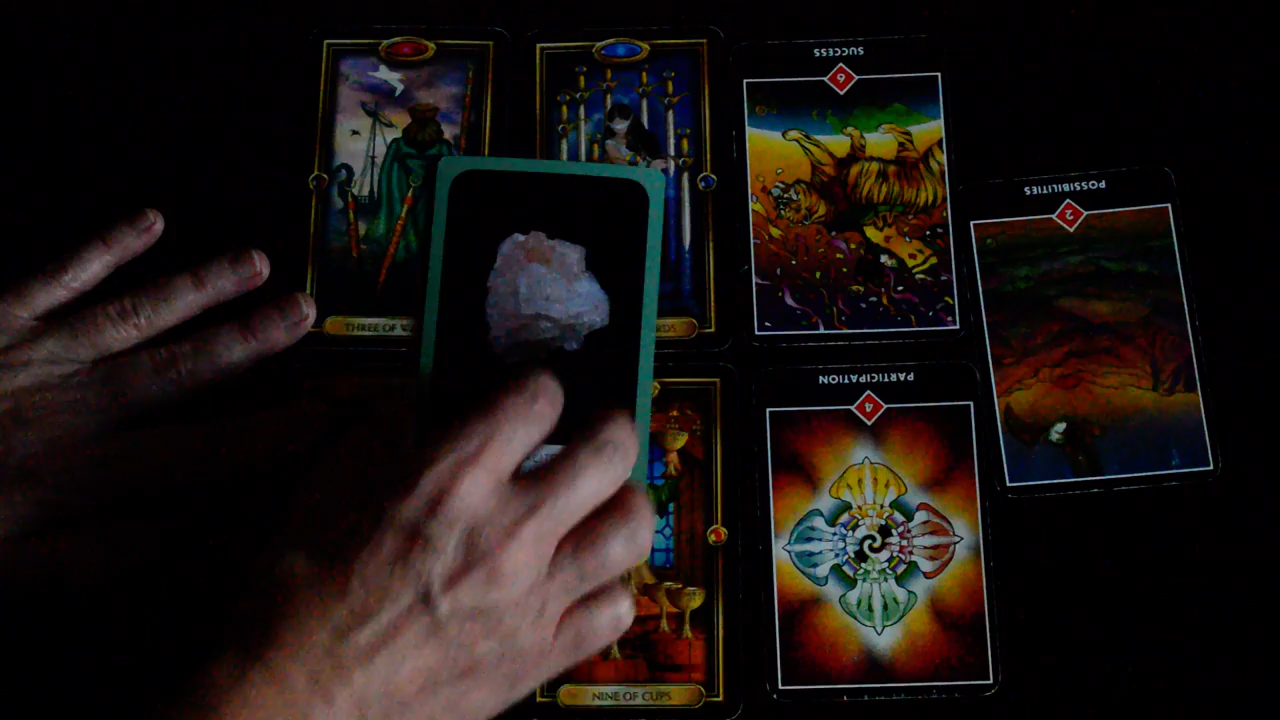 SUCCESS
6
POSSIBILITIES
2
THREE OF
RDS
PARTICIPATION
4
NINE OF CUPS